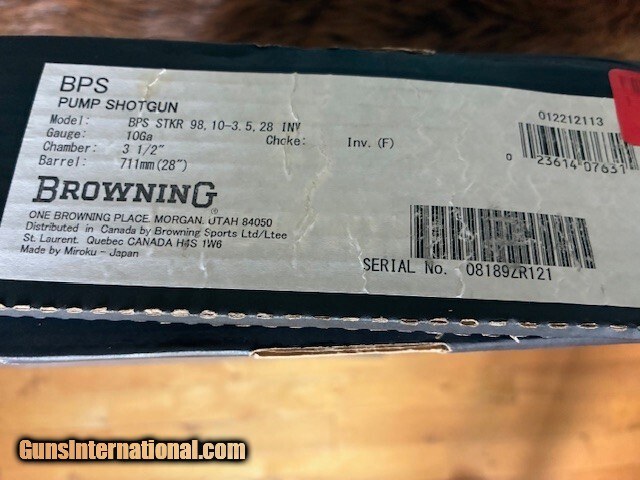 BPS
PUMP SHOTGUN
Model: BPS STKR 98, 10-3.5, 28 INV
Gauge: 10Ga Choke: Inv. (F)
Chamber: 3 1/2"
Barrel: 711mm(28")
BROWNING®
ONE BROWNING PLACE, MORGAN, UTAH 84050
Distributed in Canada by Browning Sports Ltd/Ltee
St. Laurent. Quebec CANADA H4S 1W6
Made by Miroku - Japan
012212113
0 23614 07631
SERIAL No. 08189ZR121
GunsInternational.com